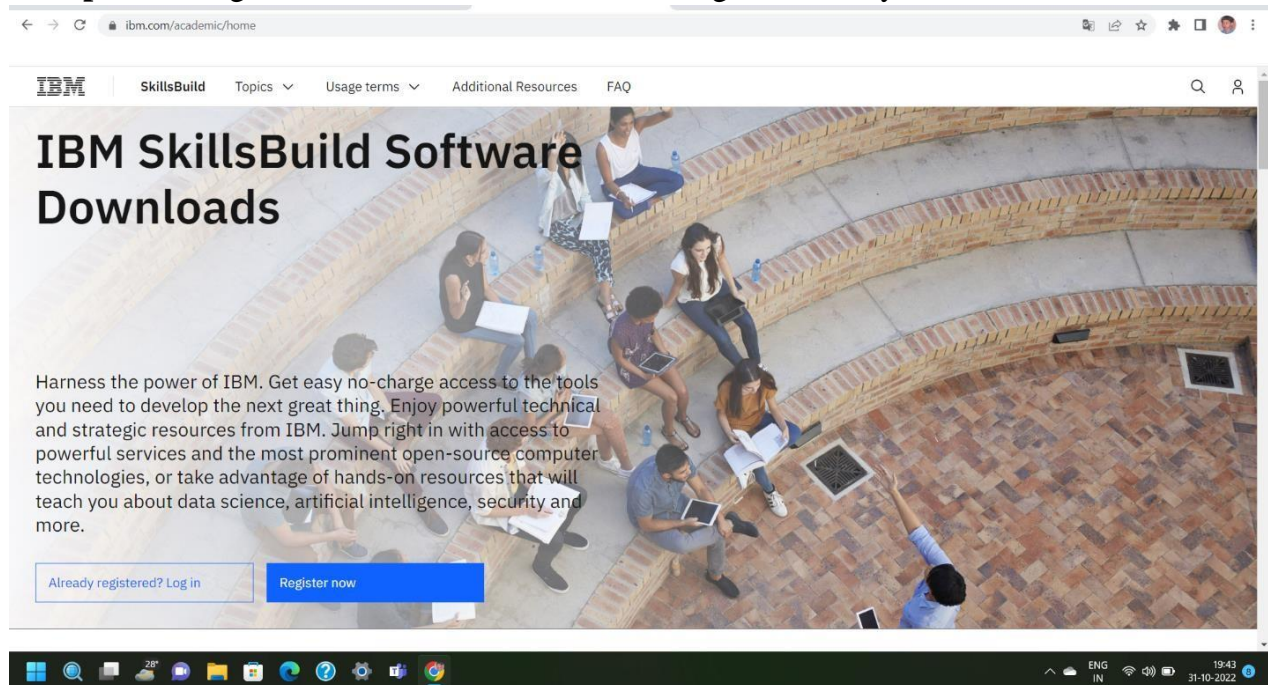 ibm.com/academic/home
IBM SkillsBuild Topics Usage terms Additional Resources FAQ
IBM SkillsBuild Software
Downloads
Harness the power of IBM. Get easy no-charge access to the tools
you need to develop the next great thing. Enjoy powerful technical
and strategic resources from IBM. Jump right in with access to
powerful services and the most prominent open-source computer
technologies, or take advantage of hands-on resources that will
teach you about data science, artificial intelligence, security and
more.
Already registered? Log in Register now
28°
ENG
IN
19:43
31-10-2022 8